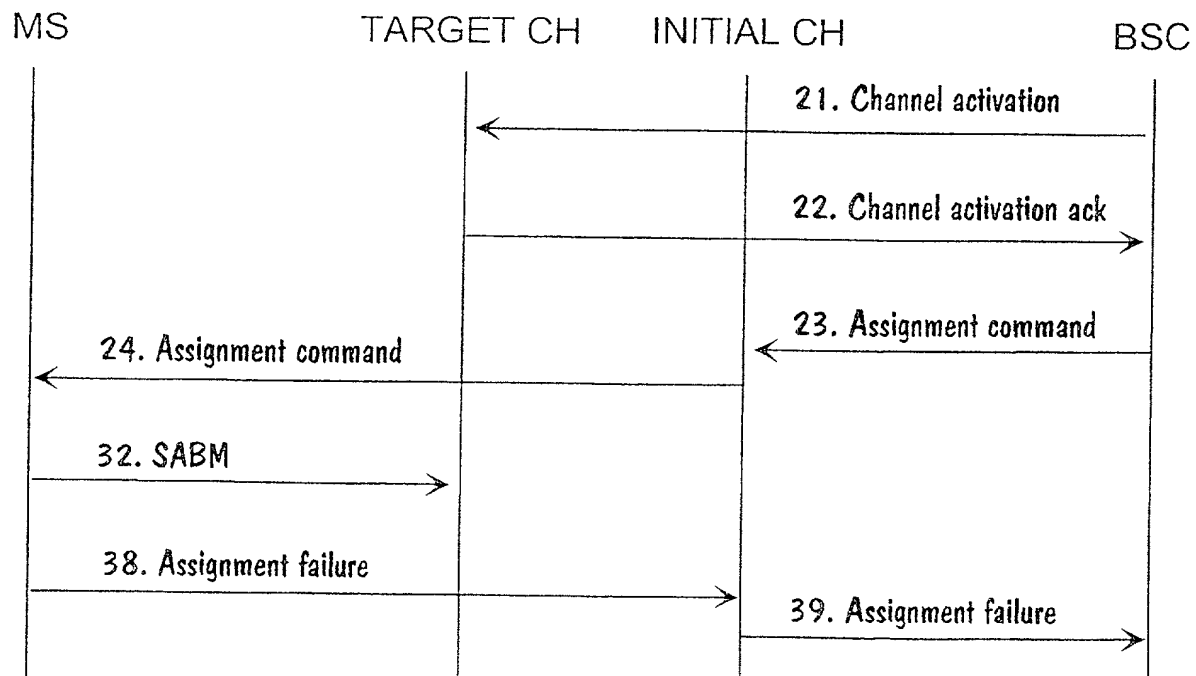 MS
TARGET CH
INITIAL CH
BSC
21. Channel activation
22. Channel activation ack
23. Assignment command
24. Assignment command
32. SABM
38. Assignment failure
39. Assignment failure